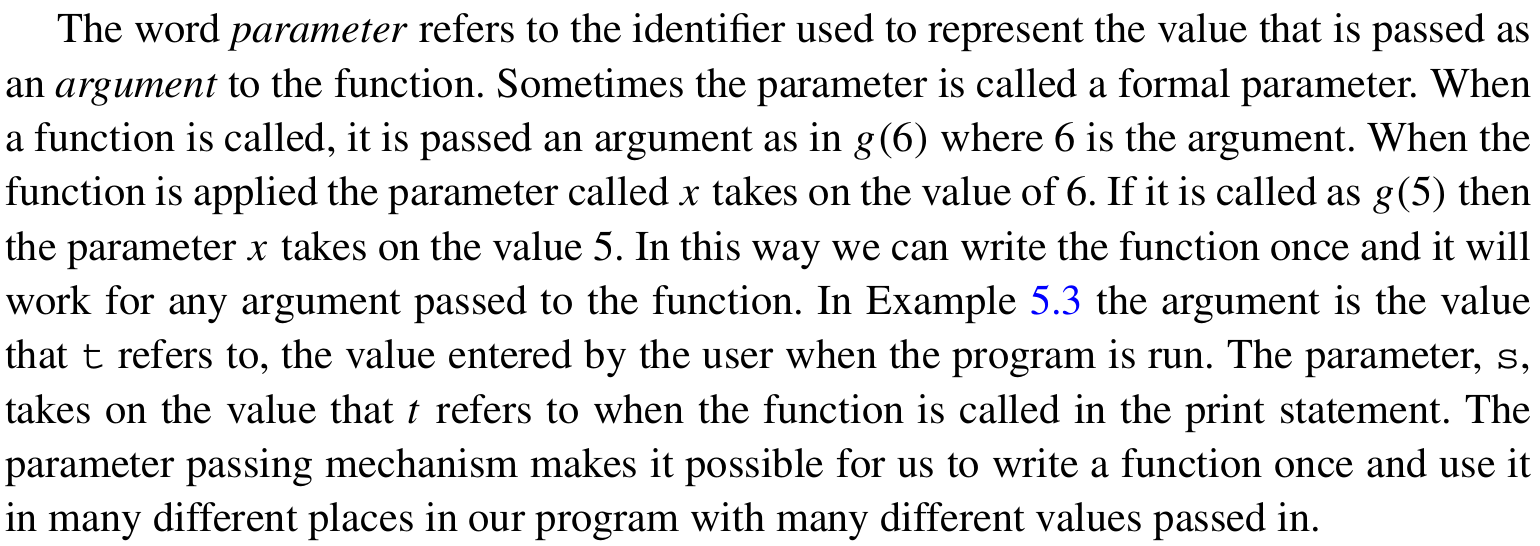 The word parameter refers to the identifier used to represent the value that is passed as
an argument to the function. Sometimes the parameter is called a formal parameter. When
a function is called, it is passed an argument as in g(6) where 6 is the argument. When the
function is applied the parameter called x takes on the value of 6. If it is called as g(5) then
the parameter x takes on the value 5. In this way we can write the function once and it will
work for any argument passed to the function. In Example 5.3 the argument is the value
that t refers to, the value entered by the user when the program is run. The parameter, s,
takes on the value that t refers to when the function is called in the print statement. The
parameter passing mechanism makes it possible for us to write a function once and use it
in many different places in our program with many different values passed in.